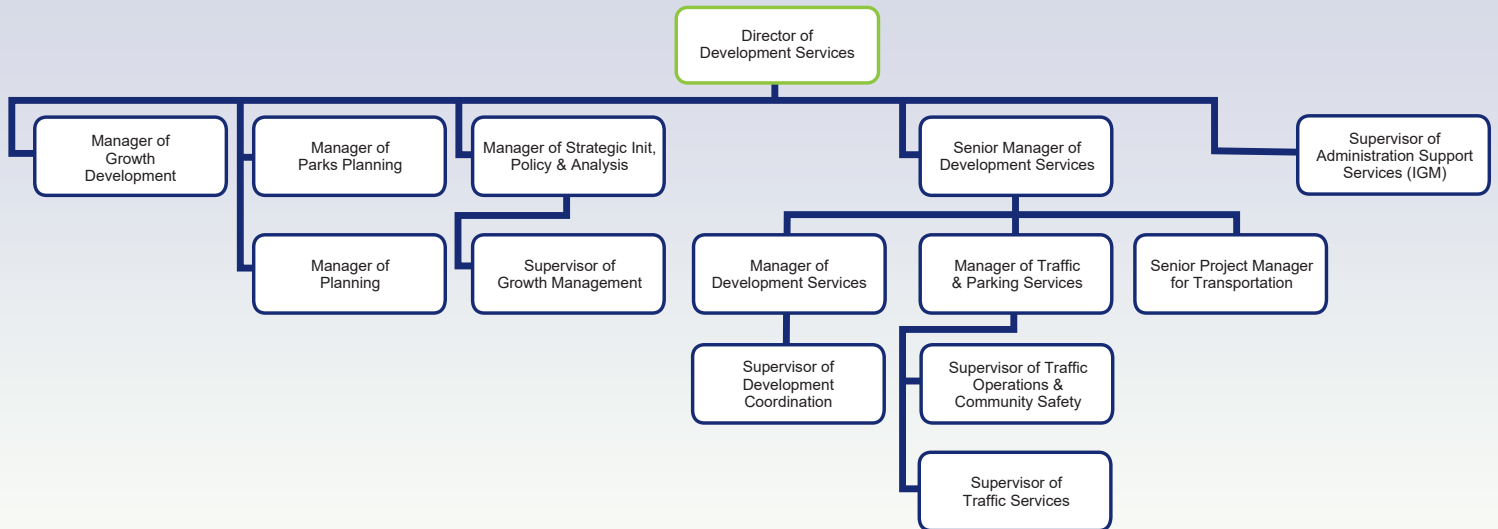 Director of
Development Services
Manager of
Growth
Development
Manager of
Parks Planning
Manager of Strategic Init,
Policy & Analysis
Senior Manager of
Development Services
Supervisor of
Administration Support
Services (IGM)
Manager of
Planning
Supervisor of
Growth Management
Manager of
Development Services
Manager of Traffic
& Parking Services
Senior Project Manager
for Transportation
Supervisor of
Development
Coordination
Supervisor of Traffic
Operations &
Community Safety
Supervisor of
Traffic Services